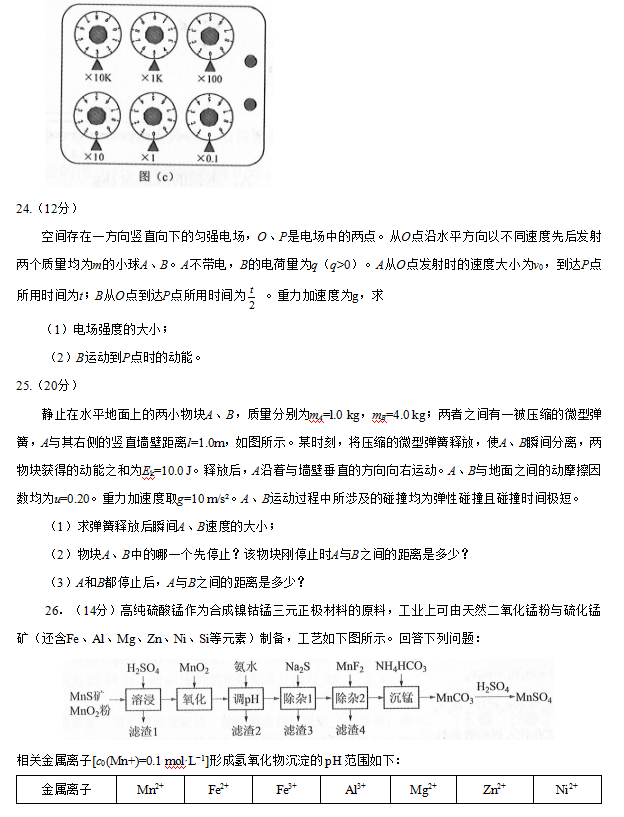 ×10K ×1K ×100
×10 ×1 ×0.1
图（c）
24.（12分）
空间存在一方向竖直向下的匀强电场，O、P是电场中的两点。从O点沿水平方向以不同速度先后发射
两个质量均为m的小球A、B。A不带电，B的电荷量为q（q>0）。A从O点发射时的速度大小为v₀，到达P点
所用时间为t；B从O点到达P点所用时间为 t/2 。重力加速度为g，求
（1）电场强度的大小；
（2）B运动到P点时的动能。
25.（20分）
静止在水平地面上的两小物块A、B，质量分别为mA=1.0 kg，mB=4.0 kg；两者之间有一被压缩的微型弹
簧，A与其右侧的竖直墙壁距离l=1.0m，如图所示。某时刻，将压缩的微型弹簧释放，使A、B瞬间分离，两
物块获得的动能之和为Ek=10.0 J。释放后，A沿着与墙壁垂直的方向向右运动。A、B与地面之间的动摩擦因
数均为u=0.20。重力加速度取g=10 m/s²。A、B运动过程中所涉及的碰撞均为弹性碰撞且碰撞时间极短。
（1）求弹簧释放后瞬间A、B速度的大小；
（2）物块A、B中的哪一个先停止？该物块刚停止时A与B之间的距离是多少？
（3）A和B都停止后，A与B之间的距离是多少？
26．（14分）高纯硫酸锰作为合成镍钴锰三元正极材料的原料，工业上可由天然二氧化锰粉与硫化锰
矿（还含Fe、Al、Mg、Zn、Ni、Si等元素）制备，工艺如下图所示。回答下列问题：
H₂SO₄ MnO₂ 氨水 Na₂S MnF₂ NH₄HCO₃
MnS矿 MnO₂粉 溶浸 氧化 调pH 除杂1 除杂2 沉锰 MnCO₃ H₂SO₄ MnSO₄
滤渣1 滤渣2 滤渣3 滤渣4
相关金属离子[c₀(Mn+)=0.1 mol·L⁻¹]形成氢氧化物沉淀的pH范围如下：
金属离子 Mn²⁺ Fe²⁺ Fe³⁺ Al³⁺ Mg²⁺ Zn²⁺ Ni²⁺